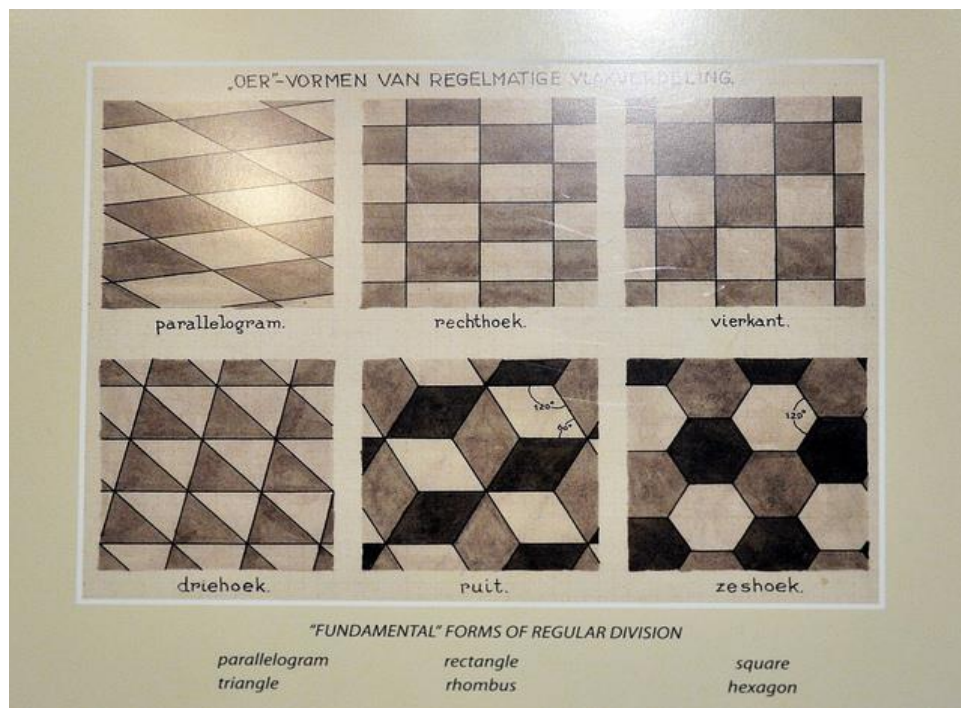 „OER”-VORMEN VAN REGELMATIGE VLAKVERDELING.
parallelogram. rechthoek. vierkant.
120°
120°
driehoek. ruit. zeshoek.
"FUNDAMENTAL" FORMS OF REGULAR DIVISION
parallelogram rectangle square
triangle rhombus hexagon